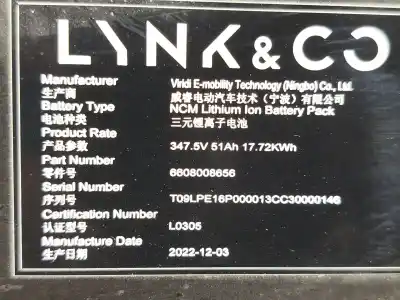 LYNK & CO
Manufacturer Viridi E-mobility Technology (Ningbo) Co., Ltd.
生产商 威睿电动汽车技术（宁波）有限公司
Battery Type NCM Lithium Ion Battery Pack
电池种类 三元锂离子电池
Product Rate
产品参数 347.5V 51Ah 17.72KWh
Part Number
零件号 6608008656
Serial Number
序列号 T09LPE16P000013CC30000146
Certification Number
认证型号 L0305
Manufacture Date
生产日期 2022-12-03